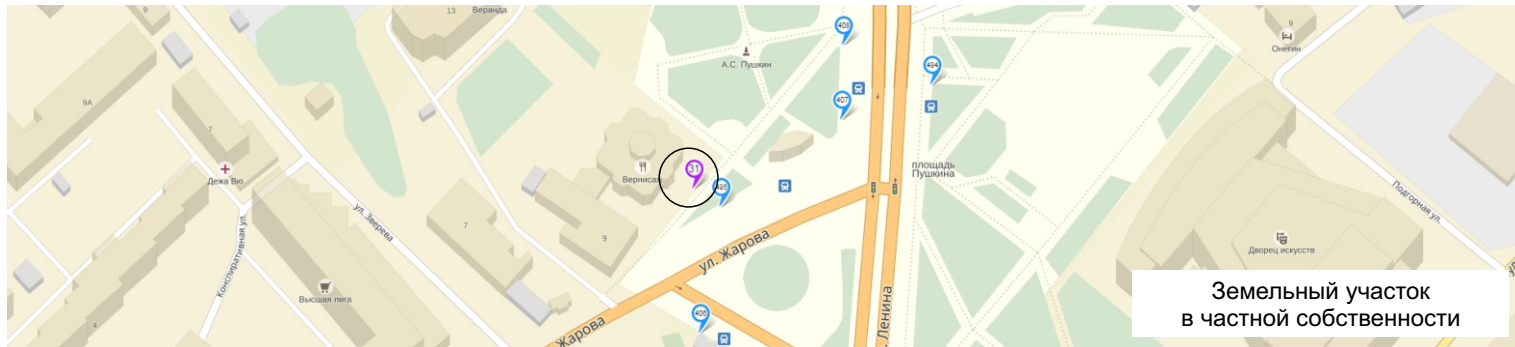 13
Веранда
408
9
Онегин
А.С. Пушкин
494
9А
407
7
Дежа Вю
31
Вернисаж
495
площадь
Пушкина
ул. Зверева
Подгорная ул.
7
9
Конспиративная ул.
ул. Жарова
Дворец искусств
Высшая лига
4
406
Жарова
. Ленина
Земельный участок
в частной собственности